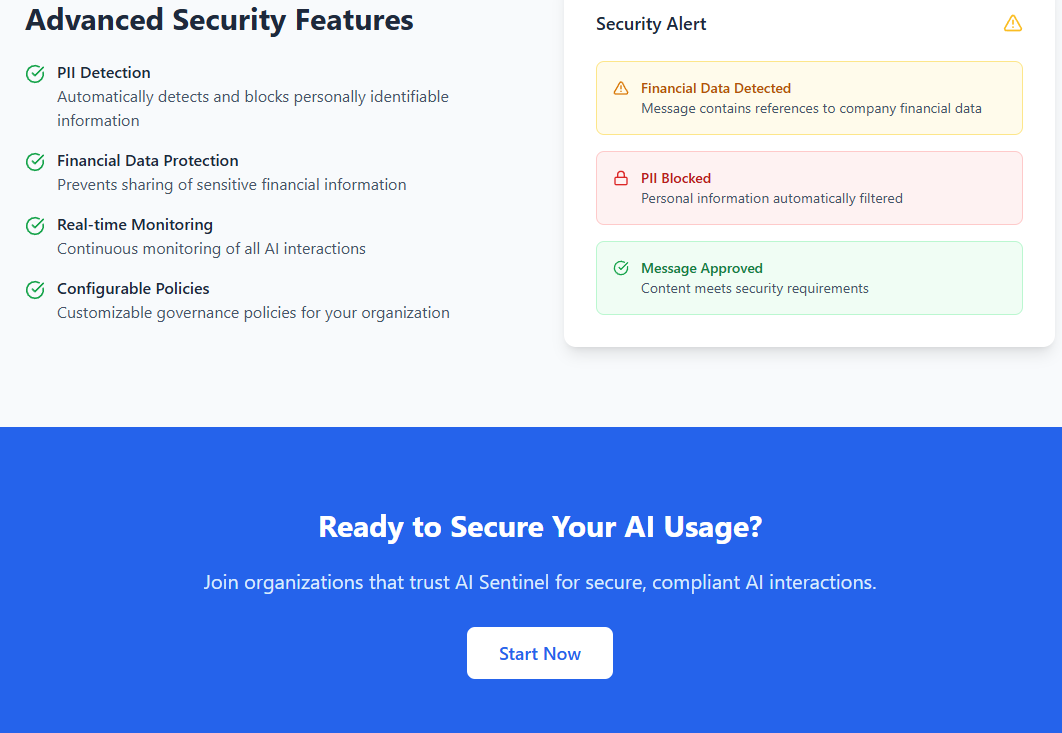 Advanced Security Features
PII Detection
Automatically detects and blocks personally identifiable
information
Financial Data Protection
Prevents sharing of sensitive financial information
Real-time Monitoring
Continuous monitoring of all AI interactions
Configurable Policies
Customizable governance policies for your organization
Security Alert
Financial Data Detected
Message contains references to company financial data
PII Blocked
Personal information automatically filtered
Message Approved
Content meets security requirements
Ready to Secure Your AI Usage?
Join organizations that trust AI Sentinel for secure, compliant AI interactions.
Start Now